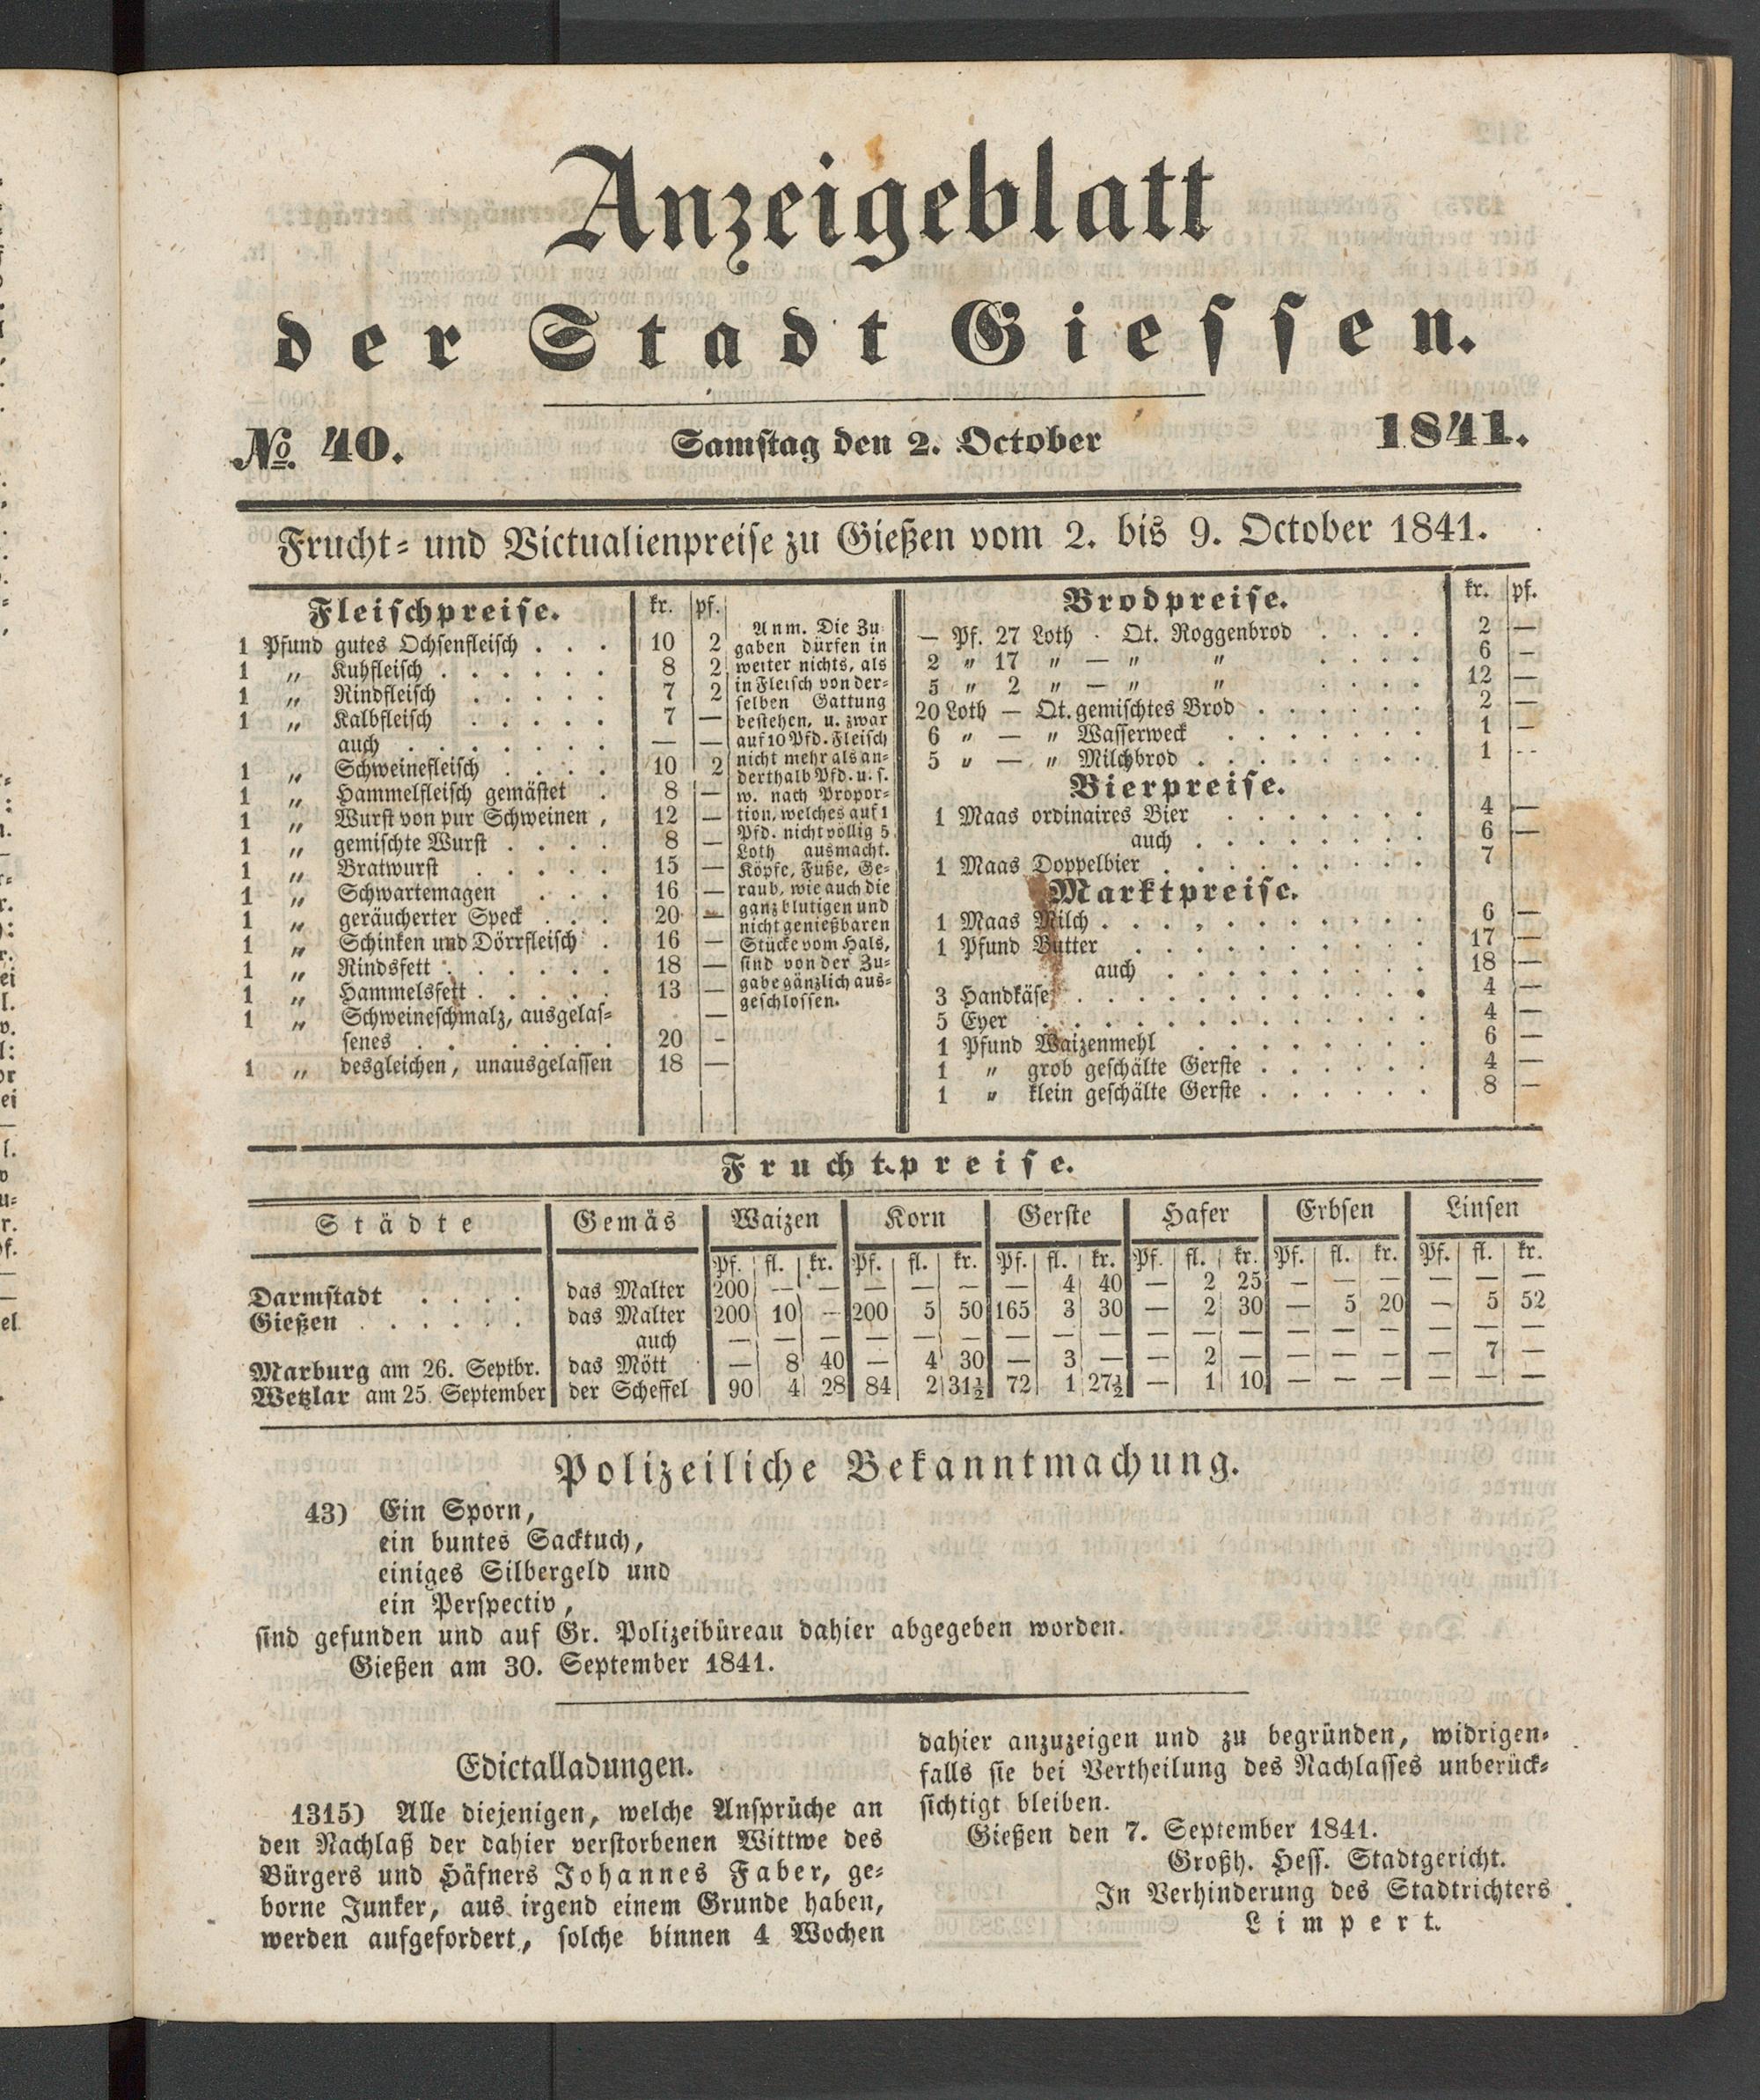 Anzeigeblatt
der Stadt Giessen.
No. 40. Samstag den 2. October 1841.
Frucht- und Victualienpreise zu Gießen vom 2. bis 9. October 1841.
Fleischpreise. kr. pf.
1 Pfund gutes Ochsenfleisch . . . 10 2
1 „ Kuhfleisch . . . . . . 8 2
1 „ Rindfleisch . . . . . 7 2
1 „ Kalbfleisch . . . . . 7 —
auch . . . . . . . — —
1 „ Schweinefleisch . . . . 10 2
1 „ Hammelfleisch gemästet . 8 —
1 „ Wurst von pur Schweinen , 12 —
1 „ gemischte Wurst . . . . 8 —
1 „ Bratwurst . . . . . 15 —
1 „ Schwartemagen . . . 16 —
1 „ geräucherter Speck . . . 20 —
1 „ Schinken und Dörrfleisch . 16 —
1 „ Rindsfett . . . . . . 18 —
1 „ Hammelsfett . . . . . 13 —
1 „ Schweineschmalz, ausgelas- —
senes . . . . . . 20 -
1 „ desgleichen, unausgelassen 18 —
Anm. Die Zu-
gaben dürfen in
weiter nichts, als
in Fleisch von der-
selben Gattung
bestehen, u. zwar
auf 10 Pfd. Fleisch
nicht mehr als an-
derthalb Pfd. u. s.
w. nach Propor-
tion, welches auf 1
Pfd. nicht völlig 5
Loth ausmacht.
Köpfe, Füße, Ge-
raub, wie auch die
ganz blutigen und
nicht genießbaren
Stücke vom Hals,
sind von der Zu-
gabe gänzlich aus-
geschlossen.
Brodpreise. kr. pf.
— Pf. 27 Loth · Qt. Roggenbrod . . . . 2 —
2 „ 17 „ — „ „ . . . . 6 —
5 „ 2 „ — „ „ . . . . 12 —
20 Loth — Qt. gemischtes Brod . . . . . . 2 —
6 „ — „ Wasserweck . . . . . . . 1 —
5 „ — „ Milchbrod . . . . . . . . 1 --
Bierpreise.
1 Maas ordinaires Bier . . . . . . . 4 —
auch . . . . . . . . 6 —
1 Maas Doppelbier . . . . . . . . . 7
Marktpreise.
1 Maas Milch . . . . . . . . . . . 6 —
1 Pfund Butter . . . . . . . . . . 17 —
auch . . . . . . . . . 18 —
3 Handkäse . . . . . . . . . . . . 4 —
5 Eyer . . . . . . . . . . . . . 4 —
1 Pfund Waizenmehl . . . . . . . . 6 —
1 „ grob geschälte Gerste . . . . . . 4 —
1 „ klein geschälte Gerste . . . . . . 8 —
Fruchtpreise.
Städte Gemäs Waizen Korn Gerste Hafer Erbsen Linsen
Pf. fl. kr. Pf. fl. kr. Pf. fl. kr. Pf. fl. kr. Pf. fl. kr. Pf. fl. kr.
Darmstadt . . . . das Malter 200 — — — — — — 4 40 — 2 25 — — — — — —
Gießen . . . . . . das Malter 200 10 — 200 5 50 165 3 30 — 2 30 — 5 20 — 5 52
auch — — — — — — — — — — — — — — — — — —
Marburg am 26. Septbr. das Mött — 8 40 — 4 30 — 3 — — 2 — — — — — 7 —
Wetzlar am 25. September der Scheffel 90 4 28 84 2 31½ 72 1 27½ — 1 10 — — — — — —
Polizeiliche Bekanntmachung.
43) Ein Sporn,
ein buntes Sacktuch,
einiges Silbergeld und
ein Perspectiv,
sind gefunden und auf Gr. Polizeibüreau dahier abgegeben worden.
Gießen am 30. September 1841.
Edictalladungen.
1315) Alle diejenigen, welche Ansprüche an
den Nachlaß der dahier verstorbenen Wittwe des
Bürgers und Häfners Johannes Faber, ge-
borne Junker, aus irgend einem Grunde haben,
werden aufgefordert, solche binnen 4 Wochen
dahier anzuzeigen und zu begründen, widrigen-
falls sie bei Vertheilung des Nachlasses unberück-
sichtigt bleiben.
Gießen den 7. September 1841.
Großh. Hess. Stadtgericht.
In Verhinderung des Stadtrichters
Limpert.